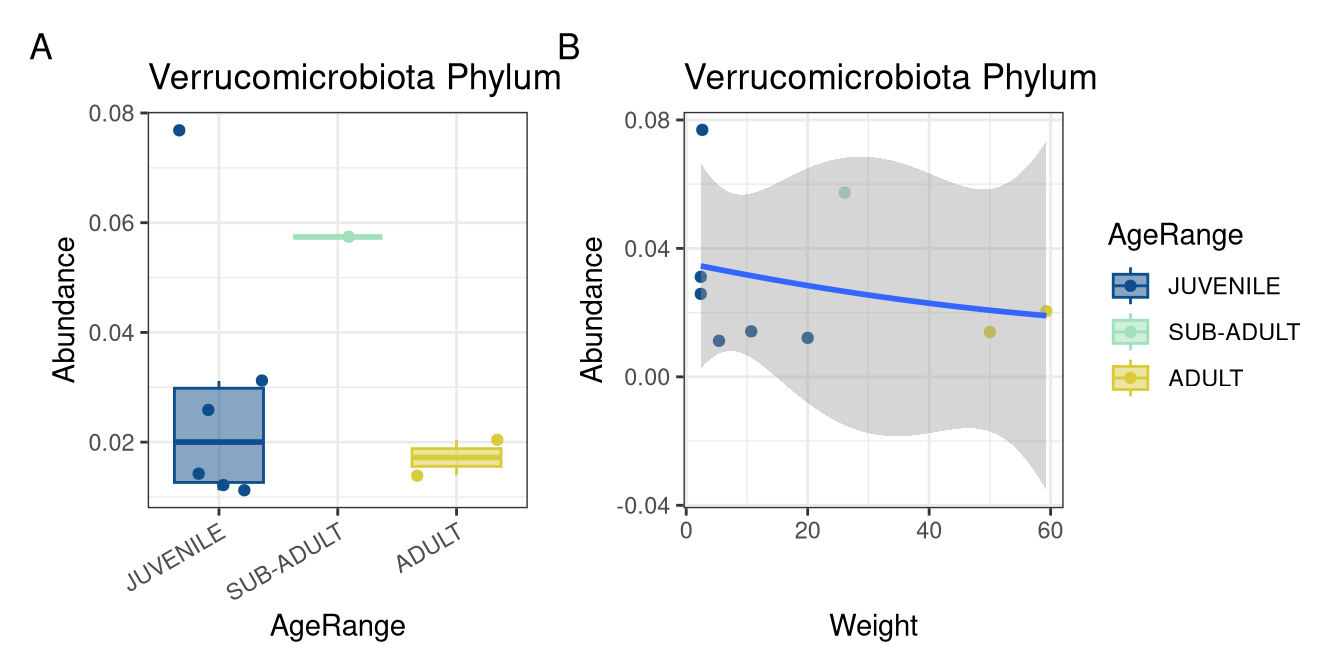 A
Verrucomicrobiota Phylum
Abundance
0.08
0.06
0.04
0.02
JUVENILE
SUB-ADULT
ADULT
AgeRange
B
Verrucomicrobiota Phylum
Abundance
0.08
0.04
0.00
-0.04
0
20
40
60
Weight
AgeRange
JUVENILE
SUB-ADULT
ADULT